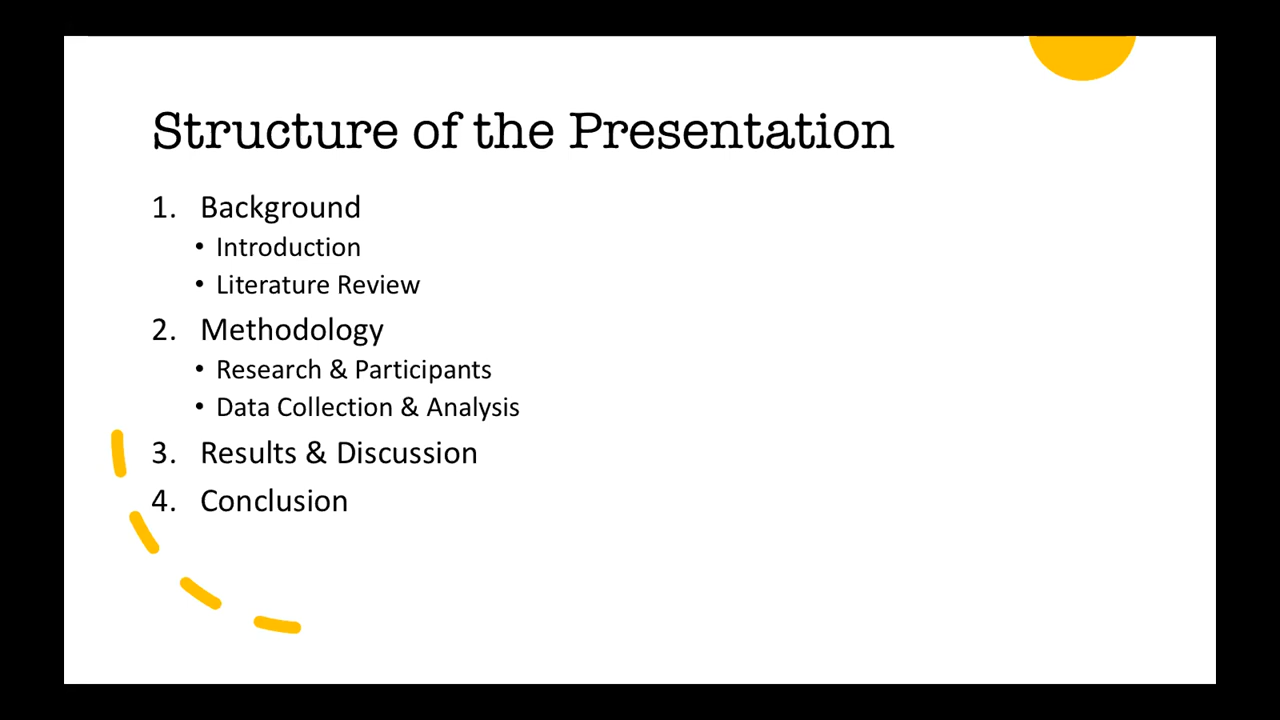 Structure of the Presentation
1. Background
• Introduction
• Literature Review
2. Methodology
• Research & Participants
• Data Collection & Analysis
3. Results & Discussion
4. Conclusion